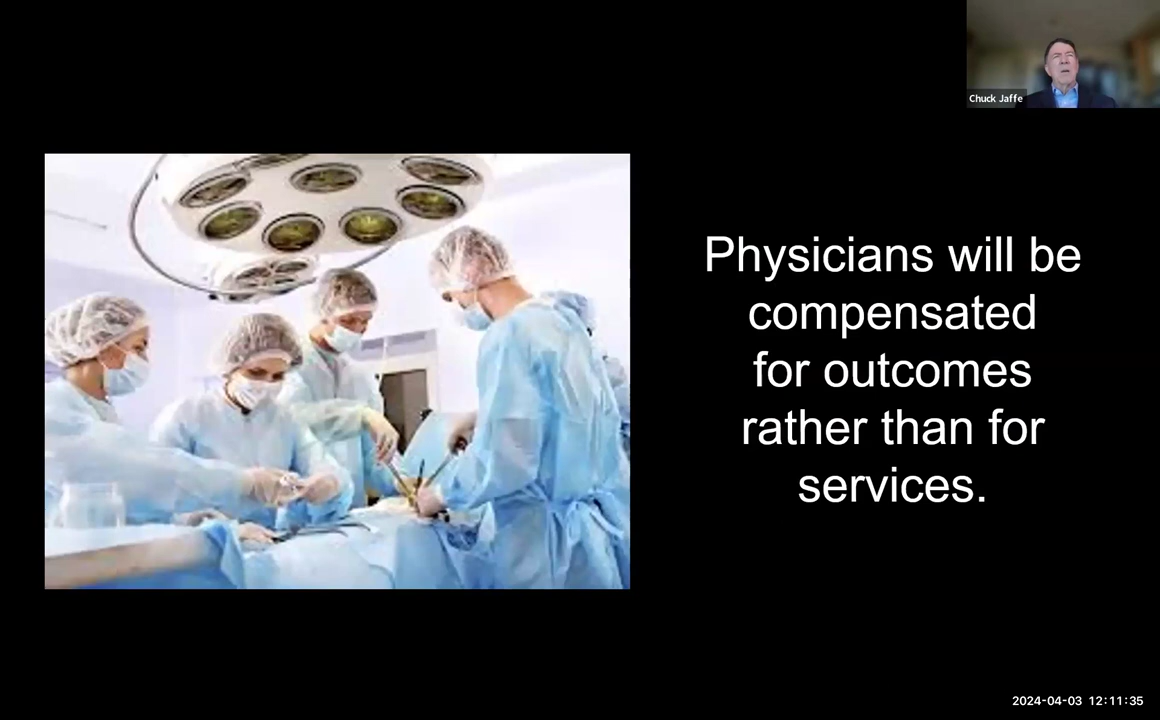 Chuck Jaffe
Physicians will be
compensated
for outcomes
rather than for
services.
2024-04-03 12:11:35